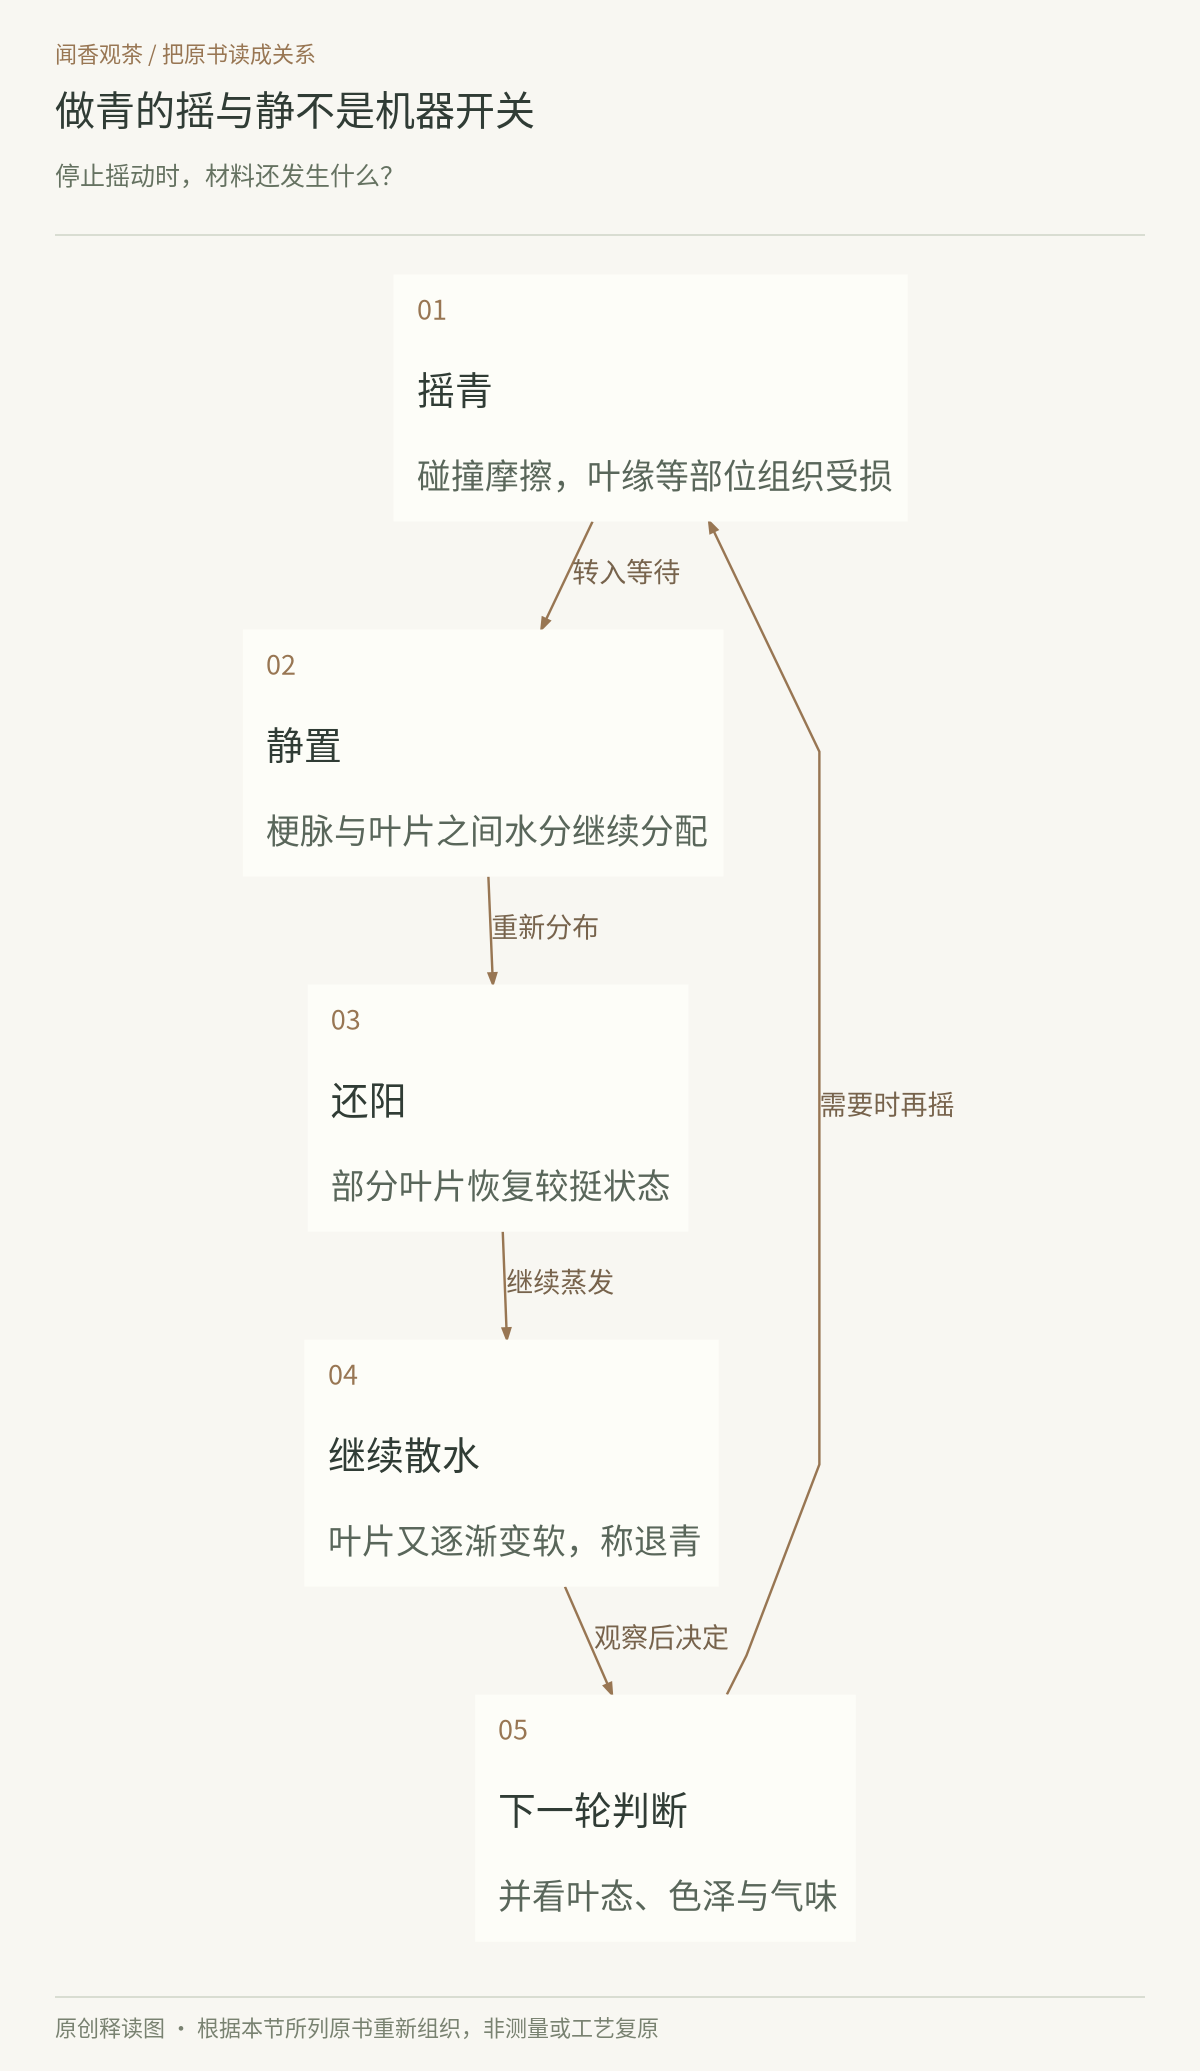 闻香观茶 / 把原书读成关系
做青的摇与静不是机器开关
停止摇动时，材料还发生什么？
01
摇青
碰撞摩擦，叶缘等部位组织受损
转入等待
02
静置
梗脉与叶片之间水分继续分配
重新分布
03
还阳
部分叶片恢复较挺状态
需要时再摇
继续蒸发
04
继续散水
叶片又逐渐变软，称退青
观察后决定
05
下一轮判断
并看叶态、色泽与气味
原创释读图 · 根据本节所列原书重新组织，非测量或工艺复原